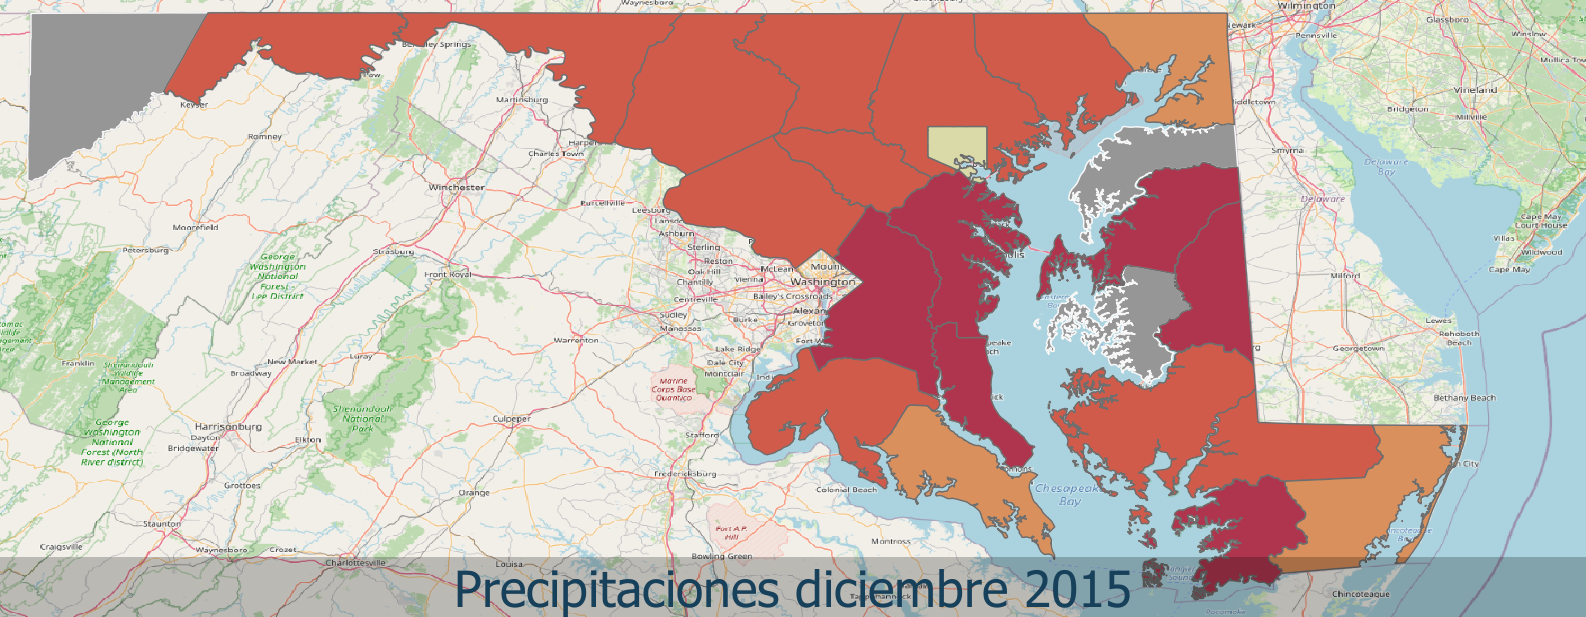 Waynesboro
Wilmington
Newark
Pennsville
Glassboro
Winslow
Mullica Tow
Vineland
Bridgeton
Millville
Smyrna
Delaware
Bay
Delaware
Cape May
Court House
Villas
Wildwood
Cape May
Milford
Lewes
Rehoboth
Beach
Georgetown
Bethany Beach
Berkeley Springs
Keyser
Martinsburg
Romney
Charles Town
Winchester
Purcellville
Leesburg
Moorefield
Ashburn
Sterling
Reston
Oak Hill
McLean
Mount
Washington
Petersburg
Strasburg
George
Washington
National
Forest -
Lee District
Front Royal
Chantilly
Vienna
Bailey's Crossroads
Centreville
Sudley
Burke
Groveton
Manassas
Warrenton
Lake Ridge
Dale City
Montclair
Franklin
Shenandoah
Wildlife
Management
Area
New Market
Broadway
Luray
Marine
Corps Base
Quantico
Shenandoah
National
Park
Culpeper
Stafford
George
Washington
National
Forest (North
River district)
Harrisonburg
Dayton
Bridgewater
Elkton
Grottoes
Orange
Fredericksburg
Colonial Beach
Chesapeake
Bay
Staunton
Fort A.P.
Hill
Craigsville
Waynesboro
Crozet
Charlottesville
Louisa
Bowling Green
Montross
Chincoteague
Pocomoke
Precipitaciones diciembre 2015